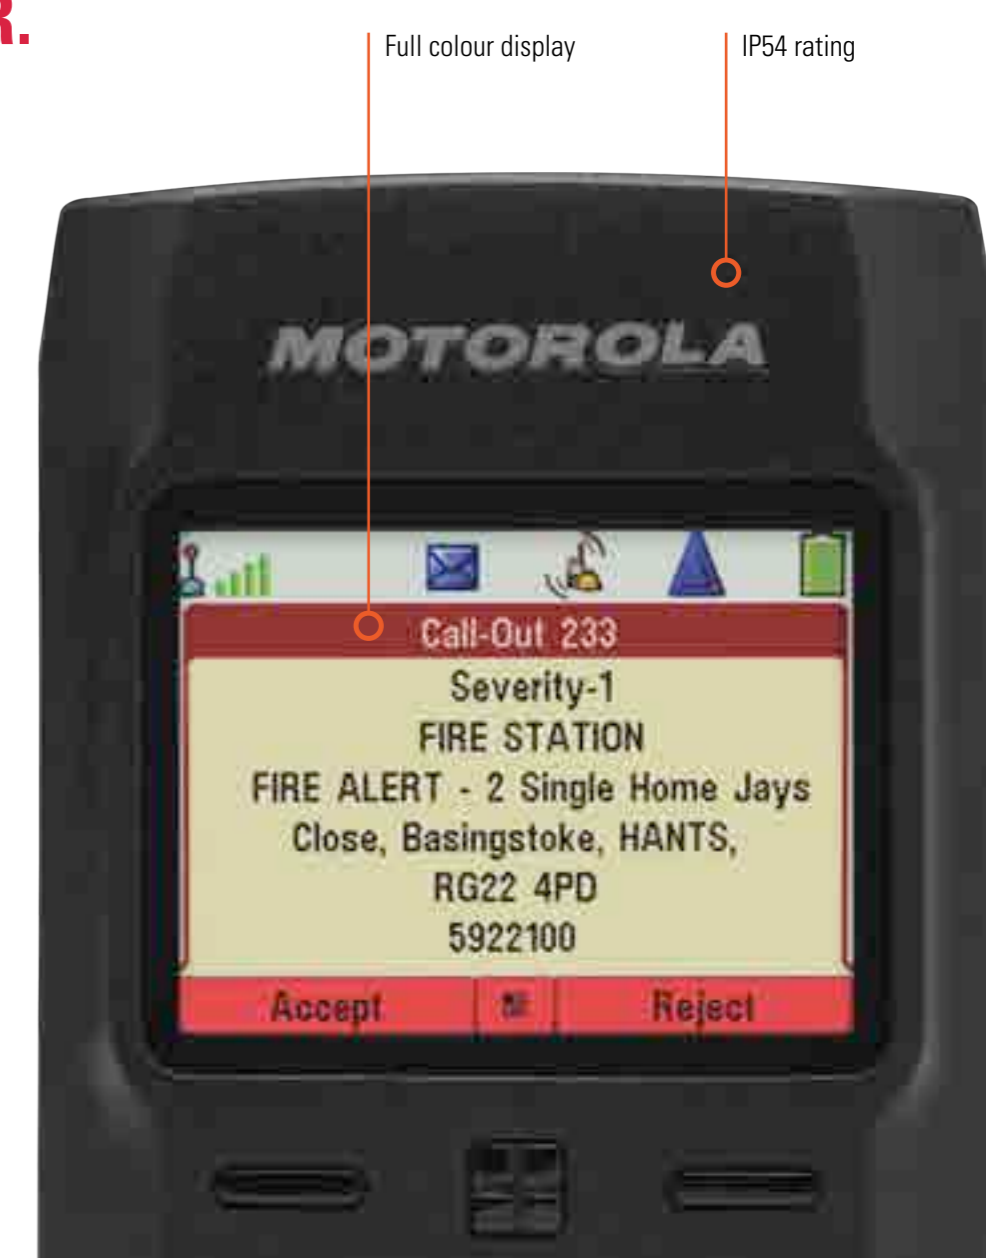 R.
Full colour display
IP54 rating
MOTOROLA
Call-Out 233
Severity-1
FIRE STATION
FIRE ALERT - 2 Single Home Jays
Close, Basingstoke, HANTS,
RG22 4PD
5922100
Accept
Reject